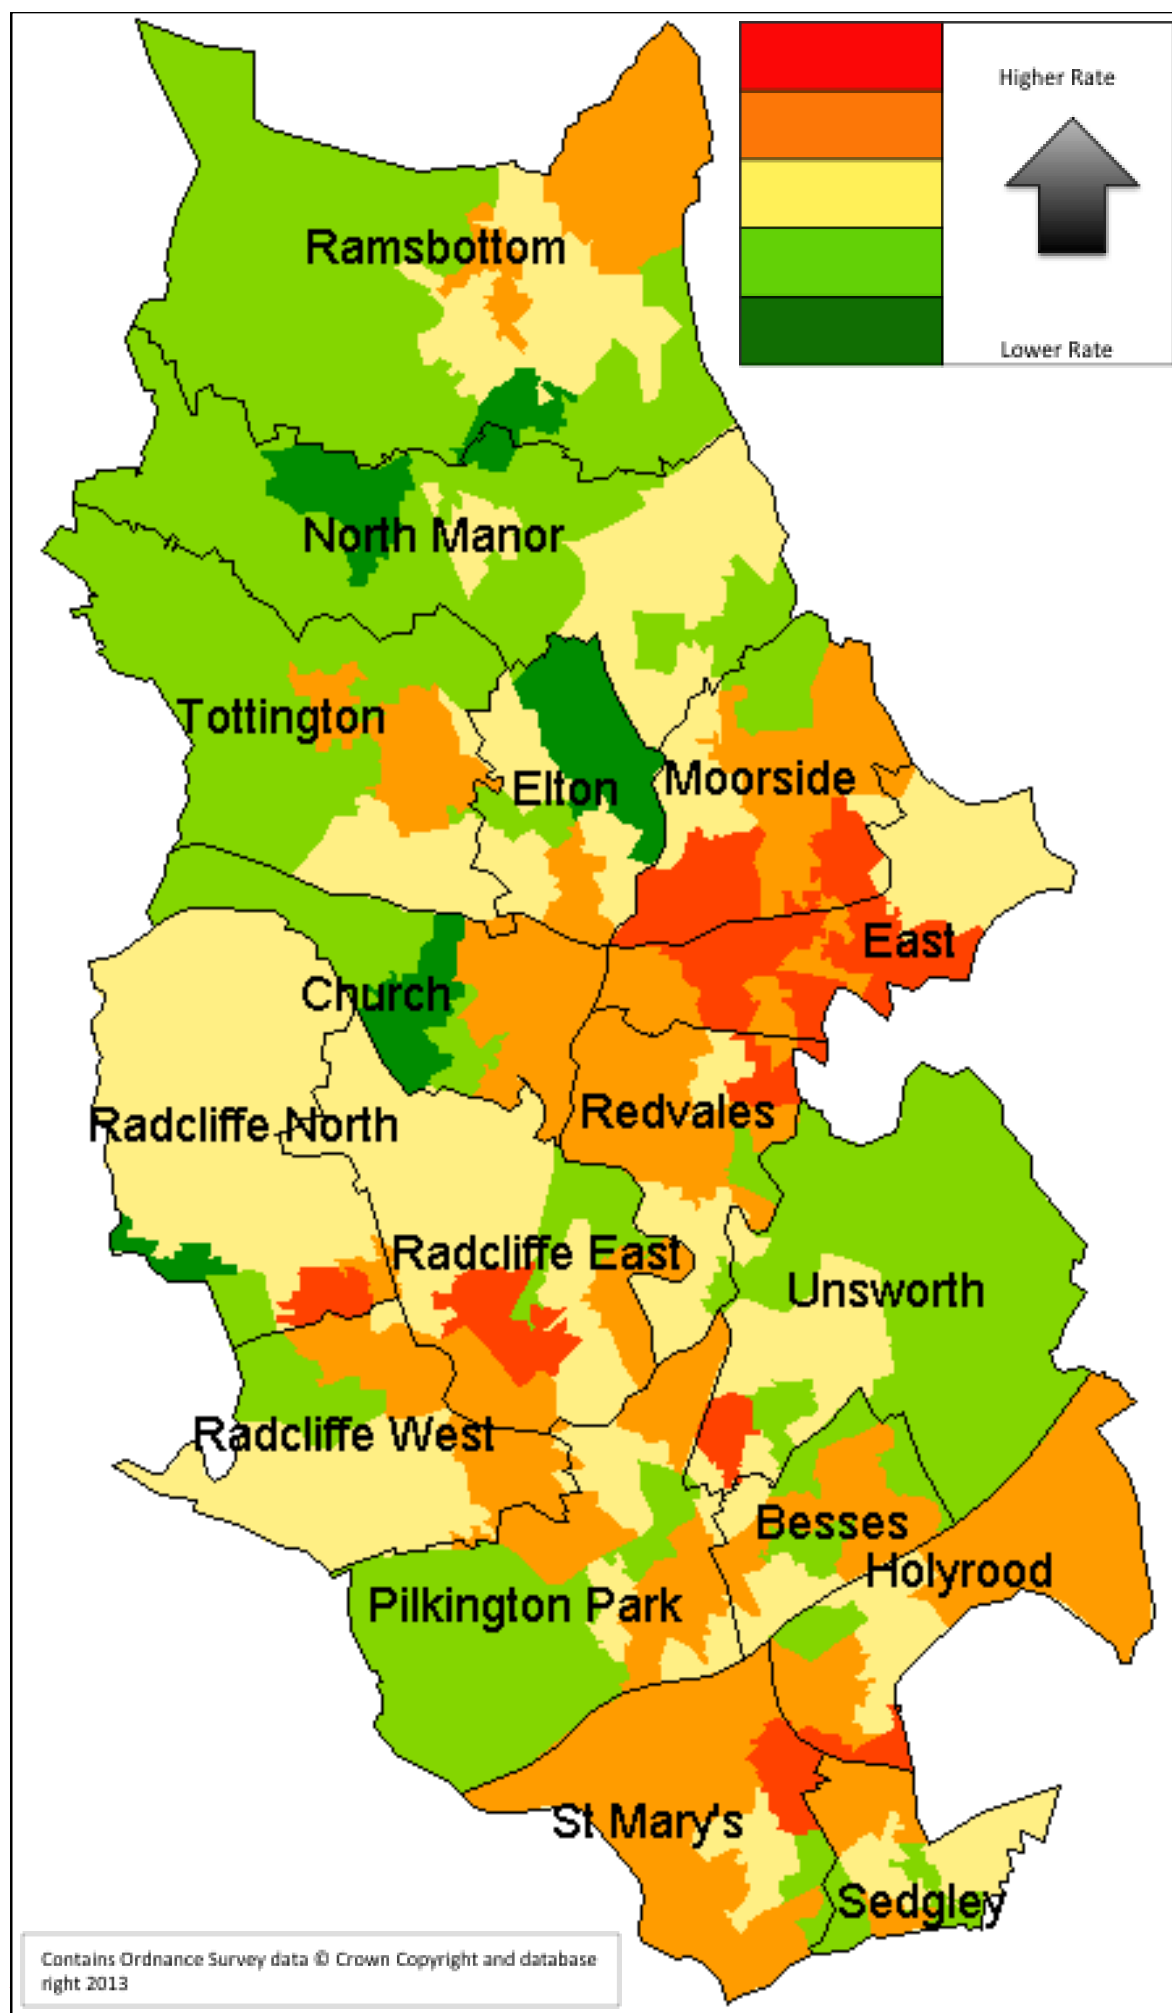 Higher Rate
Lower Rate
Ramsbottom
North Manor
Tottington
Elton
Moorside
East
Church
Redvales
Radcliffe North
Radcliffe East
Unsworth
Radcliffe West
Besses
Holyrood
Pilkington Park
St Mary's
Sedgley
Contains Ordnance Survey data © Crown Copyright and database
right 2013